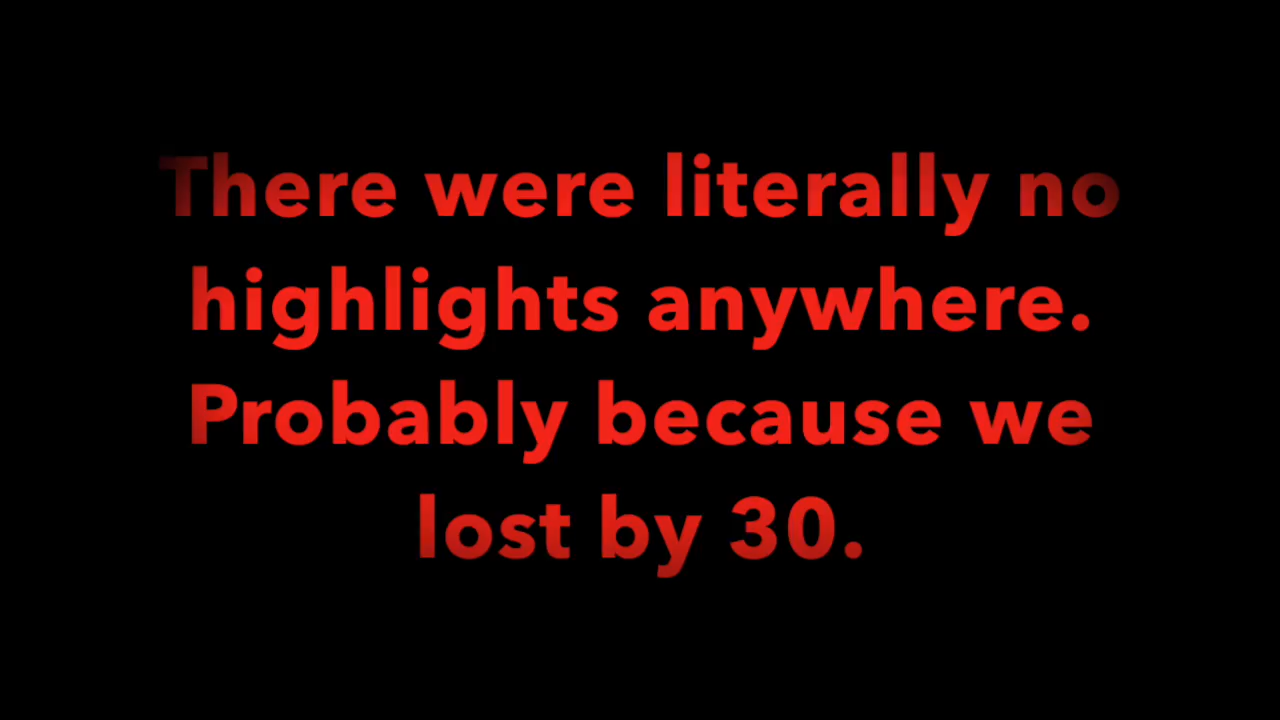 There were literally no
highlights anywhere.
Probably because we
lost by 30.